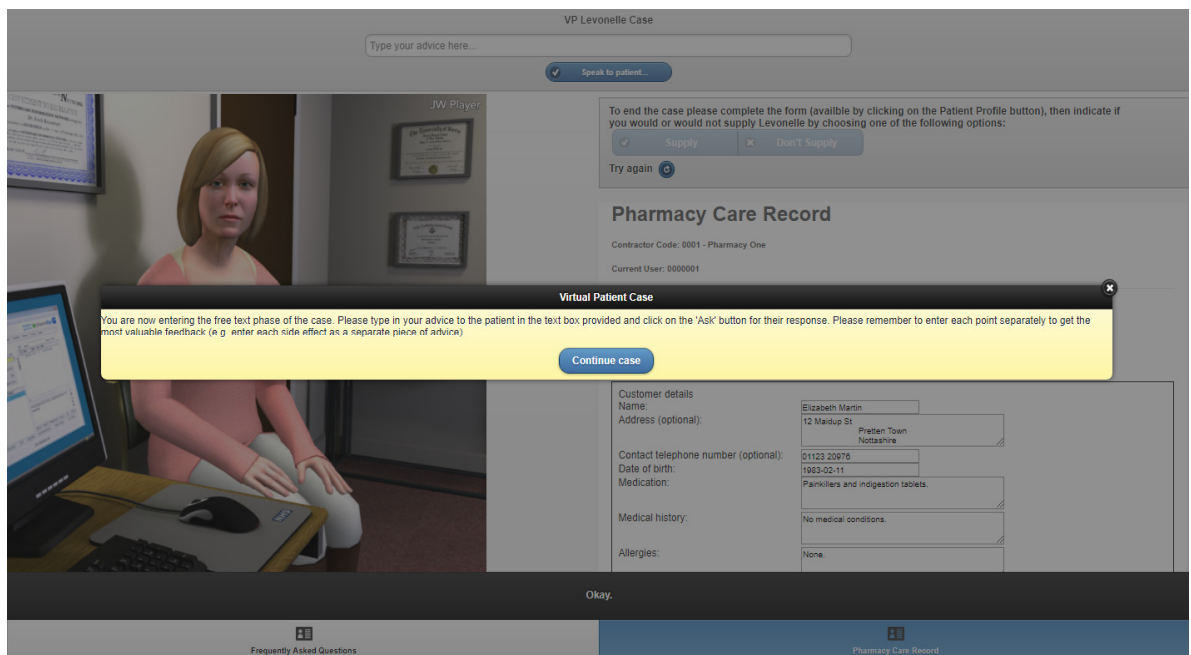 VP Levonelle Case
Type your advice here...
Speak to patient...
JW Player
To end the case please complete the form (availble by clicking on the Patient Profile button), then indicate if
you would or would not supply Levonelle by choosing one of the following options:
Supply
Don't Supply
Try again
Pharmacy Care Record
Contractor Code: 0001 - Pharmacy One
Current User: 0000001
Virtual Patient Case
You are now entering the free text phase of the case. Please type in your advice to the patient in the text box provided and click on the 'Ask' button for their response. Please remember to enter each point separately to get the
most valuable feedback (e.g. enter each side effect as a separate piece of advice)
Continue case
Customer details
Name: Elizabeth Martin
Address (optional): 12 Maidup St
Pretten Town
Nottashire
Contact telephone number (optional): 01123 20976
Date of birth: 1983-02-11
Medication: Painkillers and indigestion tablets.
Medical history: No medical conditions.
Allergies: None.
Okay.
Frequently Asked Questions
Pharmacy Care Record